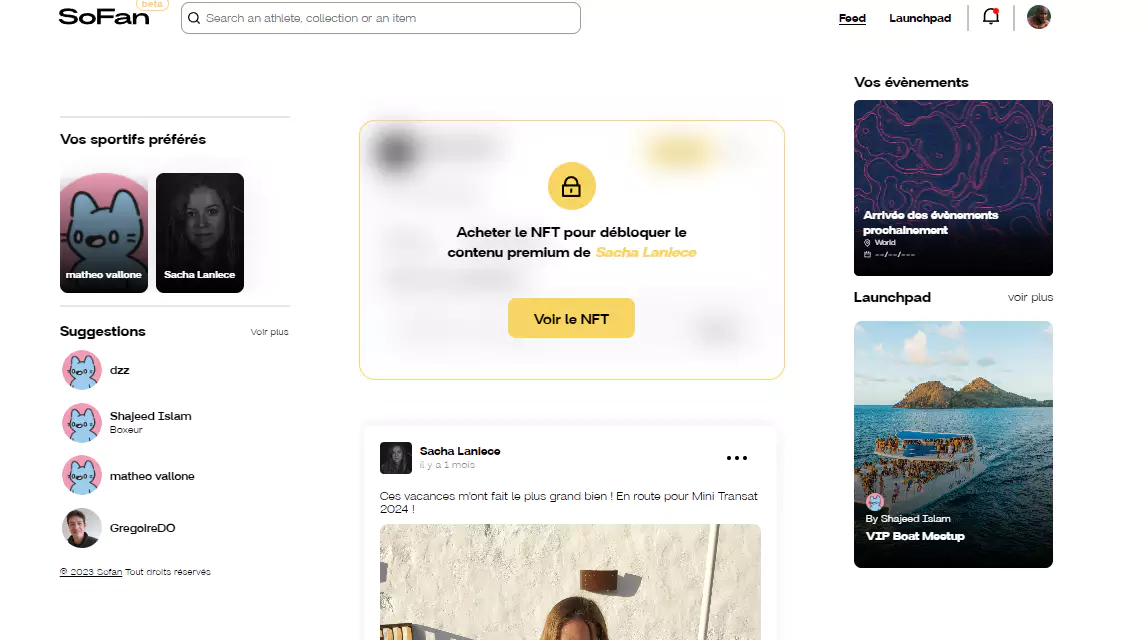 SoFan
beta
Search an athlete, collection or an item
Feed
Launchpad
Vos sportifs préférés
matheo vallone
Sacha Laniece
Suggestions
Voir plus
dzz
Shajeed Islam
Boxeur
matheo vallone
GregoireDO
© 2023 Sofan Tout droits réservés
Acheter le NFT pour débloquer le
contenu premium de Sacha Laniece
Voir le NFT
Sacha Laniece
il y a 1 mois
Ces vacances m'ont fait le plus grand bien ! En route pour Mini Transat
2024 !
Vos évènements
Arrivée des évènements
prochainement
World
--/--/---
Launchpad
voir plus
By Shajeed Islam
VIP Boat Meetup